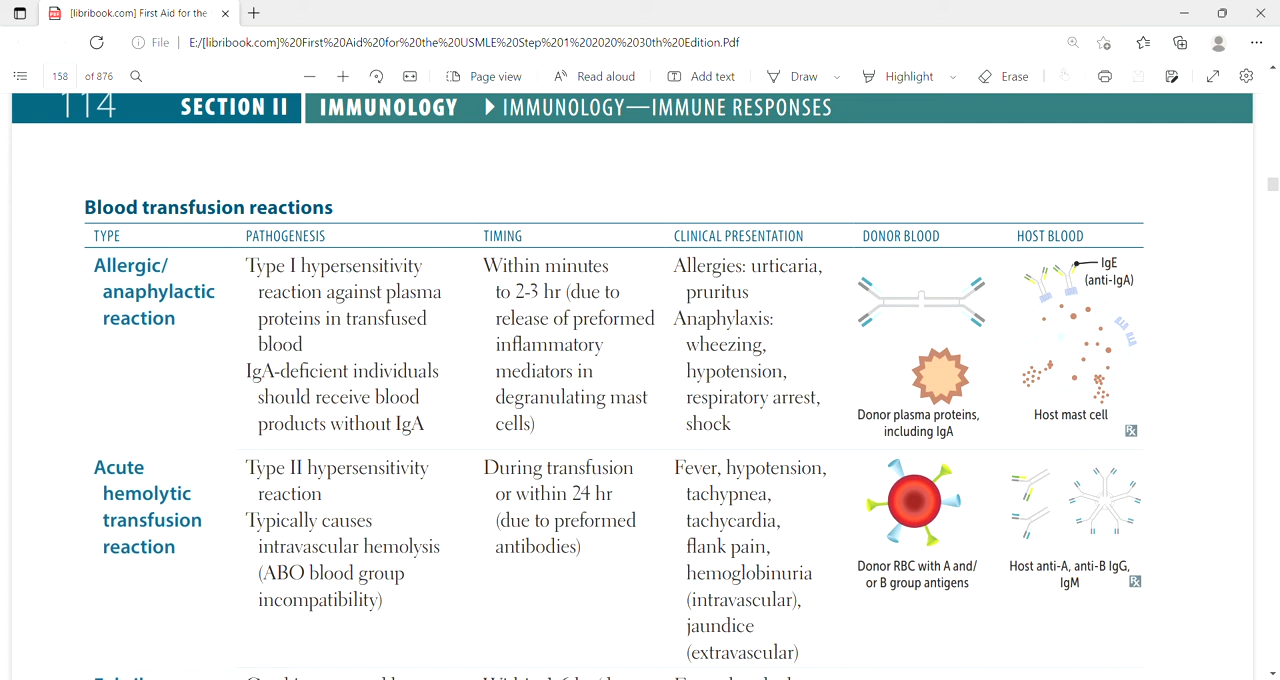 [libribook.com] First Aid for the
File
E:/[libribook.com]%20First%20Aid%20for%20the%20USMLE%20Step%201%202020%2030th%20Edition.Pdf
158 of 876
Page view
Read aloud
Add text
Draw
Highlight
Erase
114 SECTION II IMMUNOLOGY ▶ IMMUNOLOGY—IMMUNE RESPONSES
Blood transfusion reactions
TYPE PATHOGENESIS TIMING CLINICAL PRESENTATION DONOR BLOOD HOST BLOOD
Allergic/
anaphylactic
reaction
Type I hypersensitivity
reaction against plasma
proteins in transfused
blood
IgA-deficient individuals
should receive blood
products without IgA
Within minutes
to 2-3 hr (due to
release of preformed
inflammatory
mediators in
degranulating mast
cells)
Allergies: urticaria,
pruritus
Anaphylaxis:
wheezing,
hypotension,
respiratory arrest,
shock
Donor plasma proteins,
including IgA
IgE
(anti-IgA)
Host mast cell
Rx
Acute
hemolytic
transfusion
reaction
Type II hypersensitivity
reaction
Typically causes
intravascular hemolysis
(ABO blood group
incompatibility)
During transfusion
or within 24 hr
(due to preformed
antibodies)
Fever, hypotension,
tachypnea,
tachycardia,
flank pain,
hemoglobinuria
(intravascular),
jaundice
(extravascular)
Donor RBC with A and/
or B group antigens
Host anti-A, anti-B IgG,
IgM
Rx